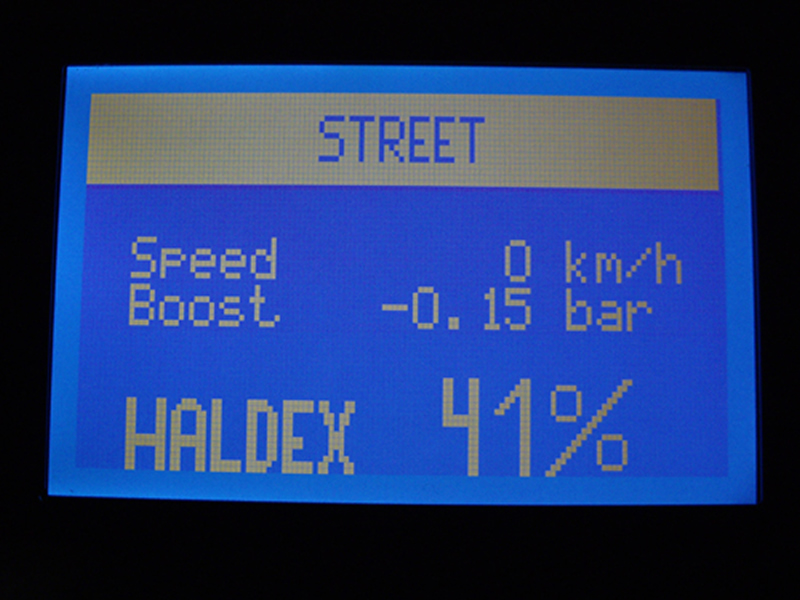 STREET
Speed 0 km/h
Boost -0.15 bar
HALDEX 41%